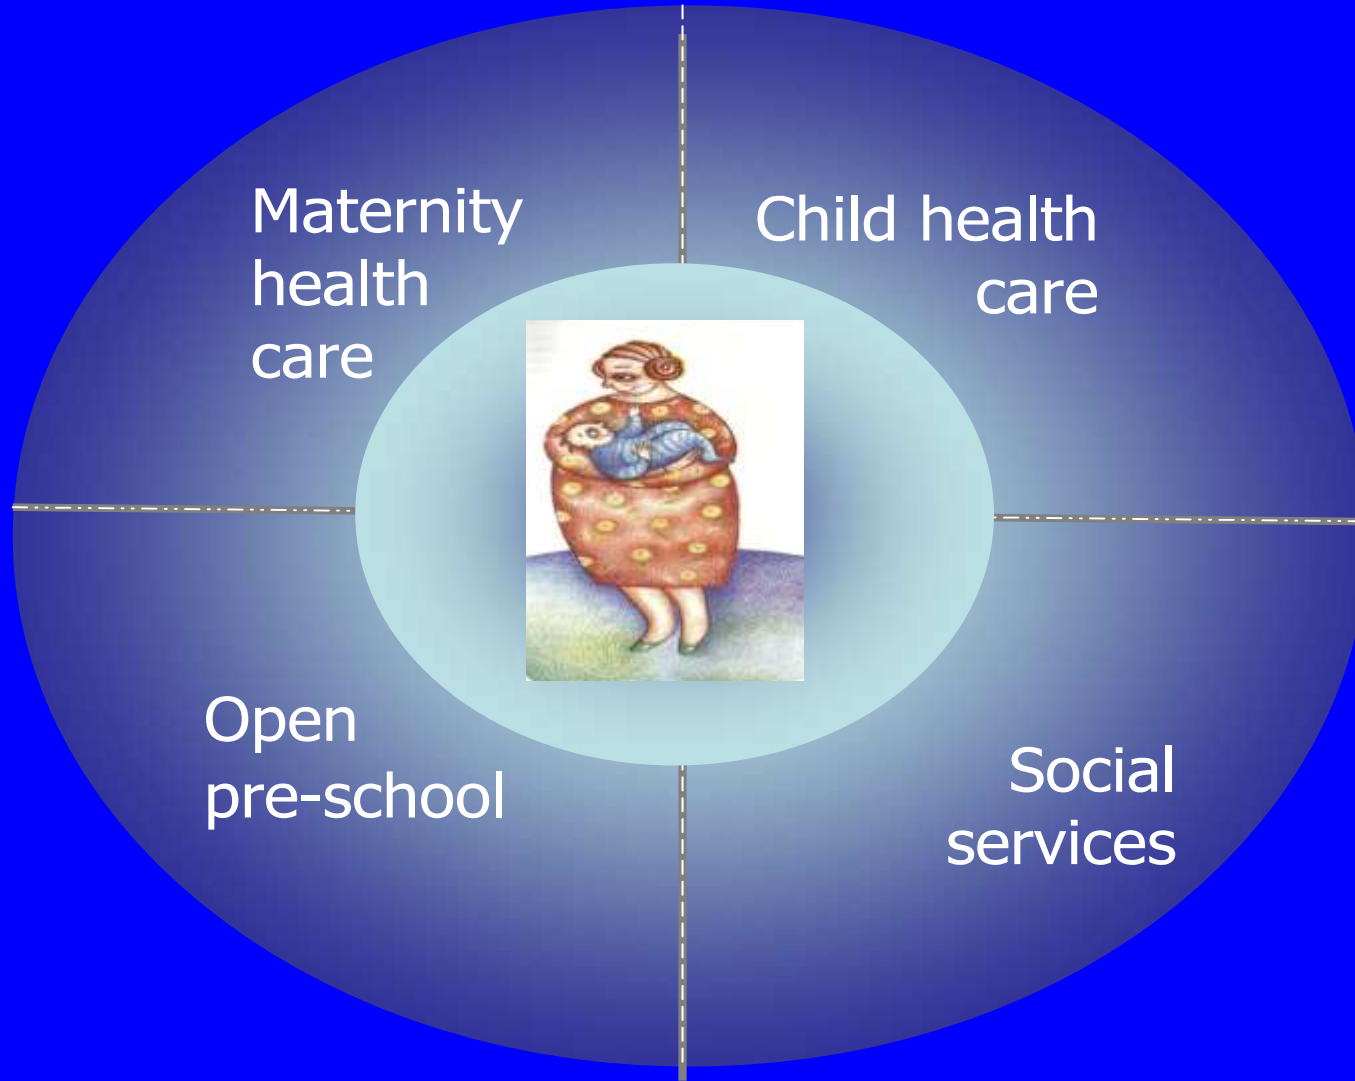 Maternity
health
care
Child health
care
Open
pre-school
Social
services